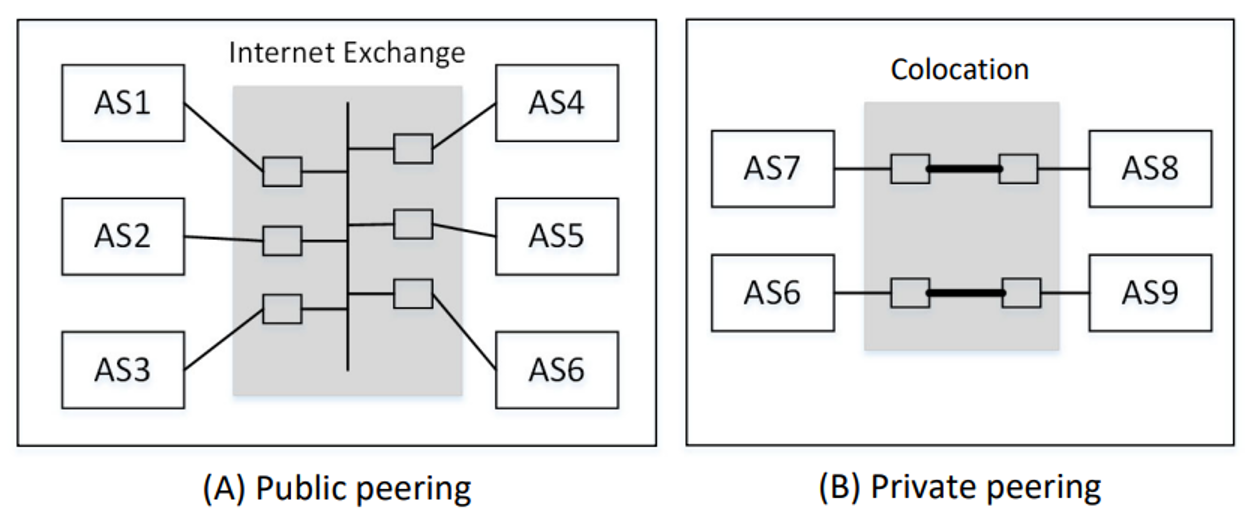 Internet Exchange
AS1
AS4
AS2
AS5
AS3
AS6
(A) Public peering
Colocation
AS7
AS8
AS6
AS9
(B) Private peering